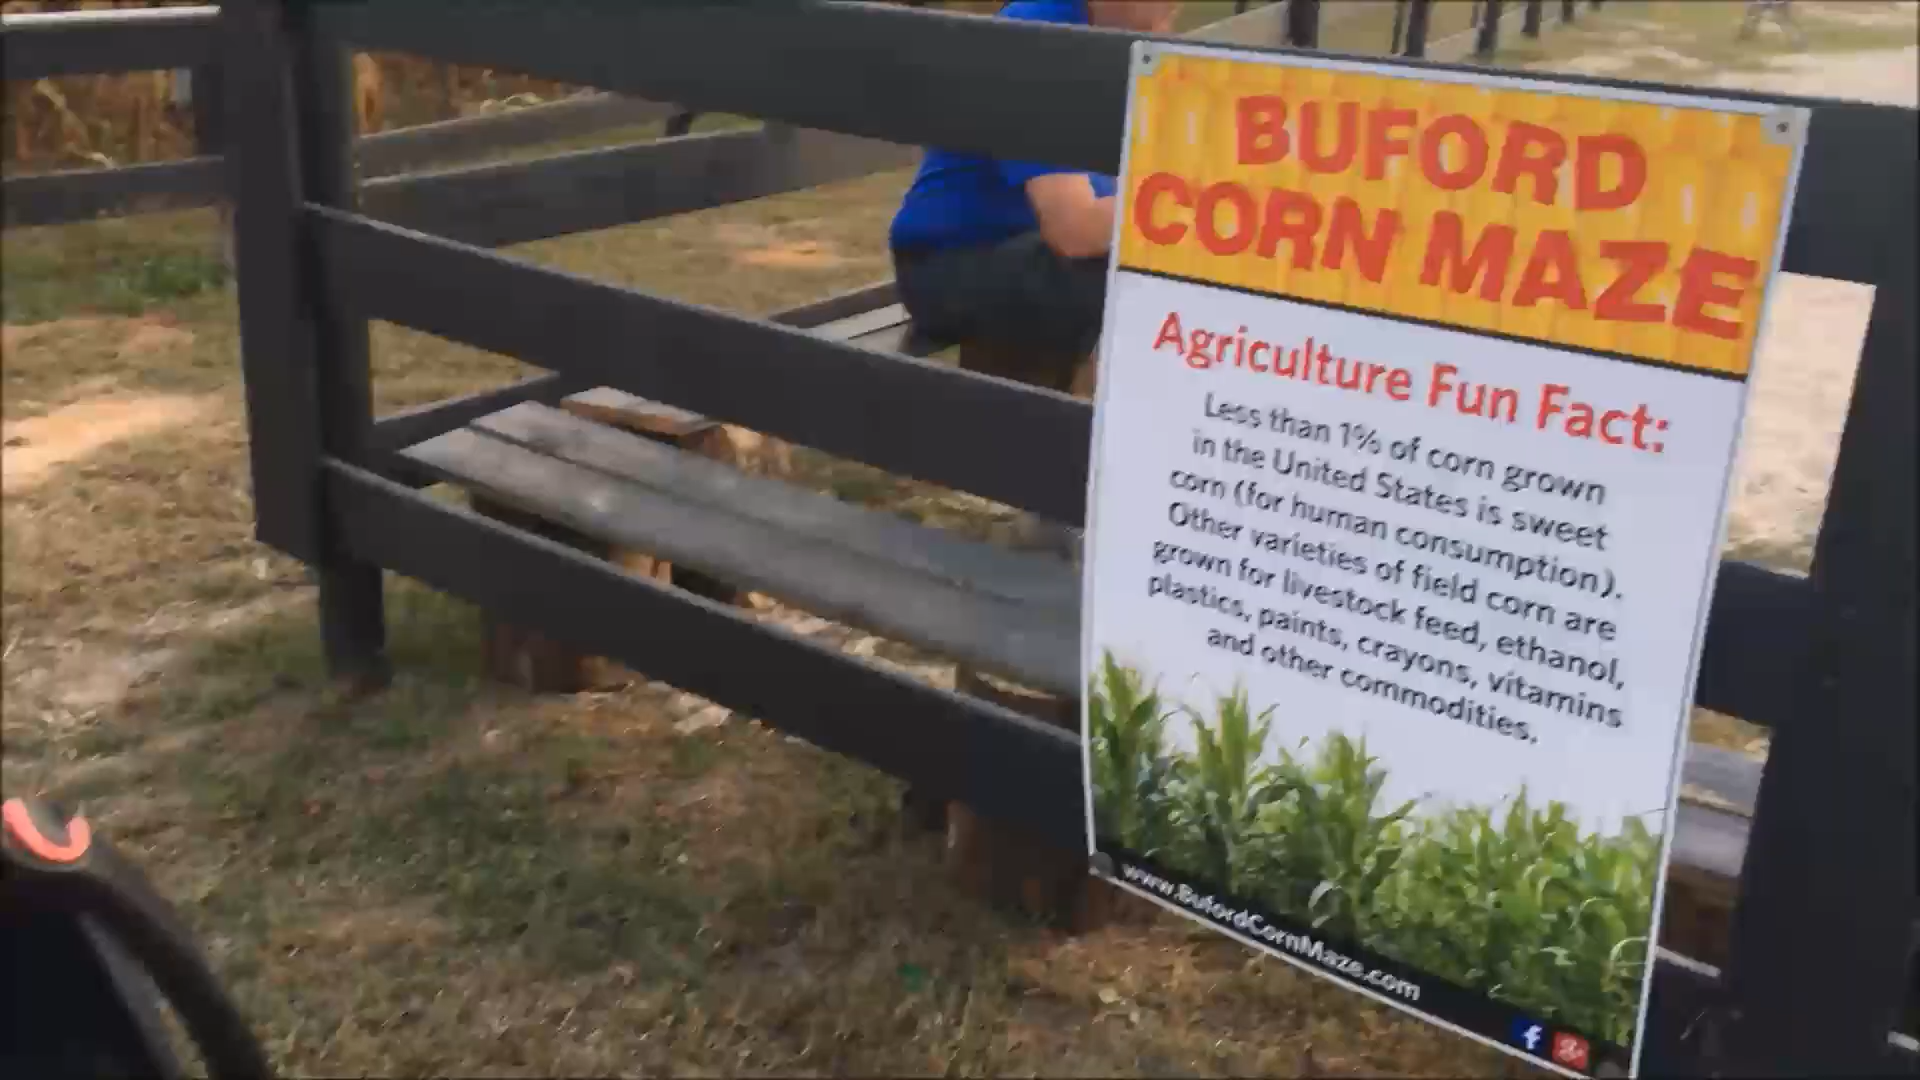 BUFORD
CORN MAZE
Agriculture Fun Fact:
Less than 1% of corn grown
in the United States is sweet
corn (for human consumption).
Other varieties of field corn are
grown for livestock feed, ethanol,
plastics, paints, crayons, vitamins
and other commodities.
www.BufordCornMaze.com